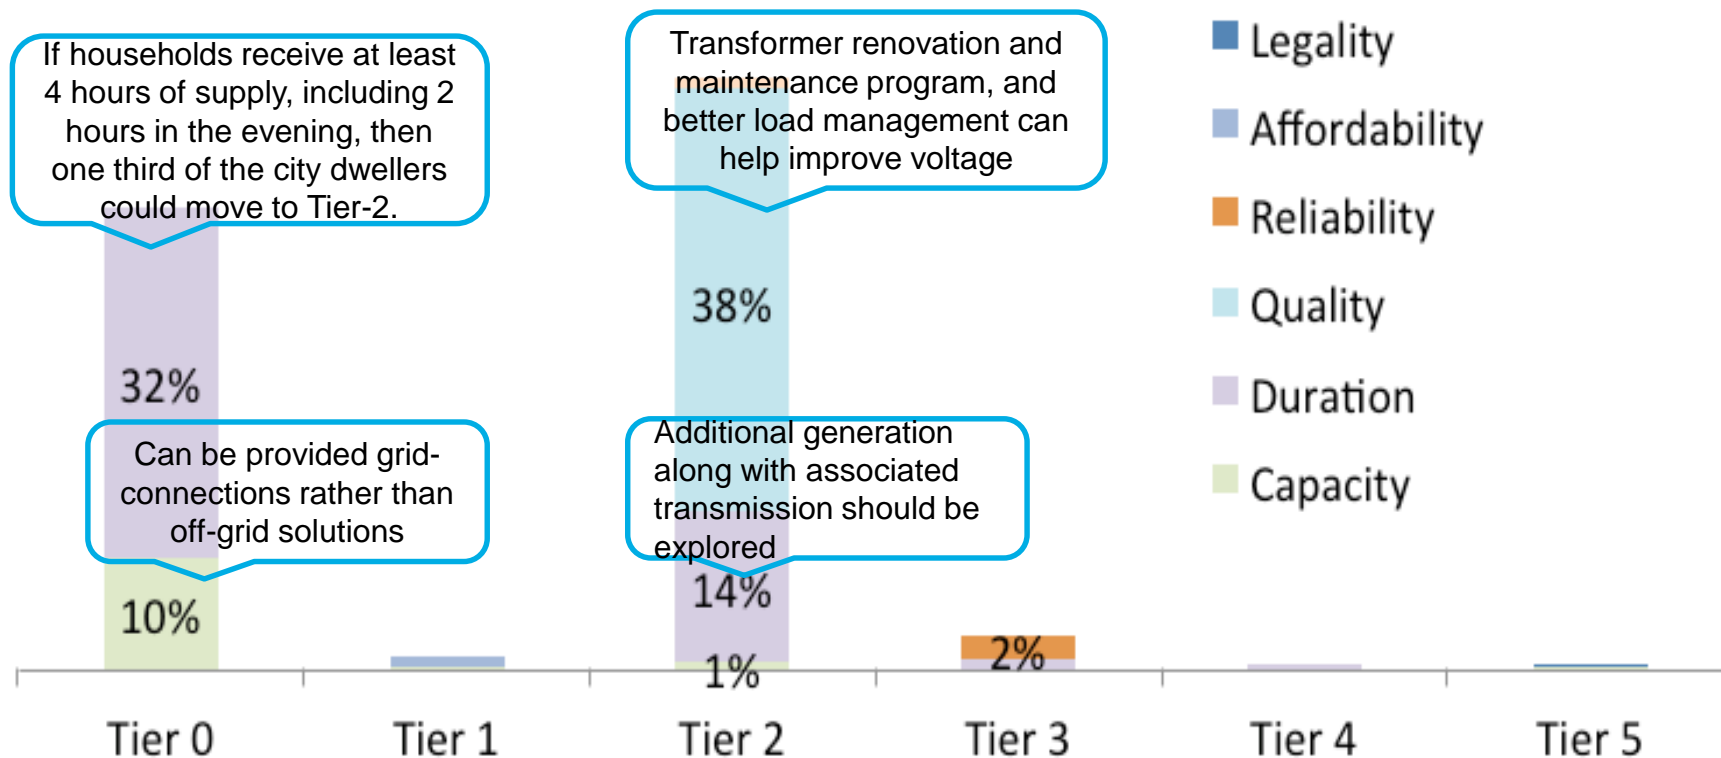 If households receive at least
4 hours of supply, including 2
hours in the evening, then
one third of the city dwellers
could move to Tier-2.
Transformer renovation and
maintenance program, and
better load management can
help improve voltage
Legality
Affordability
Reliability
Quality
Duration
Capacity
38%
32%
Can be provided grid-
connections rather than
off-grid solutions
Additional generation
along with associated
transmission should be
explored
14%
10%
1%
2%
Tier 0
Tier 1
Tier 2
Tier 3
Tier 4
Tier 5